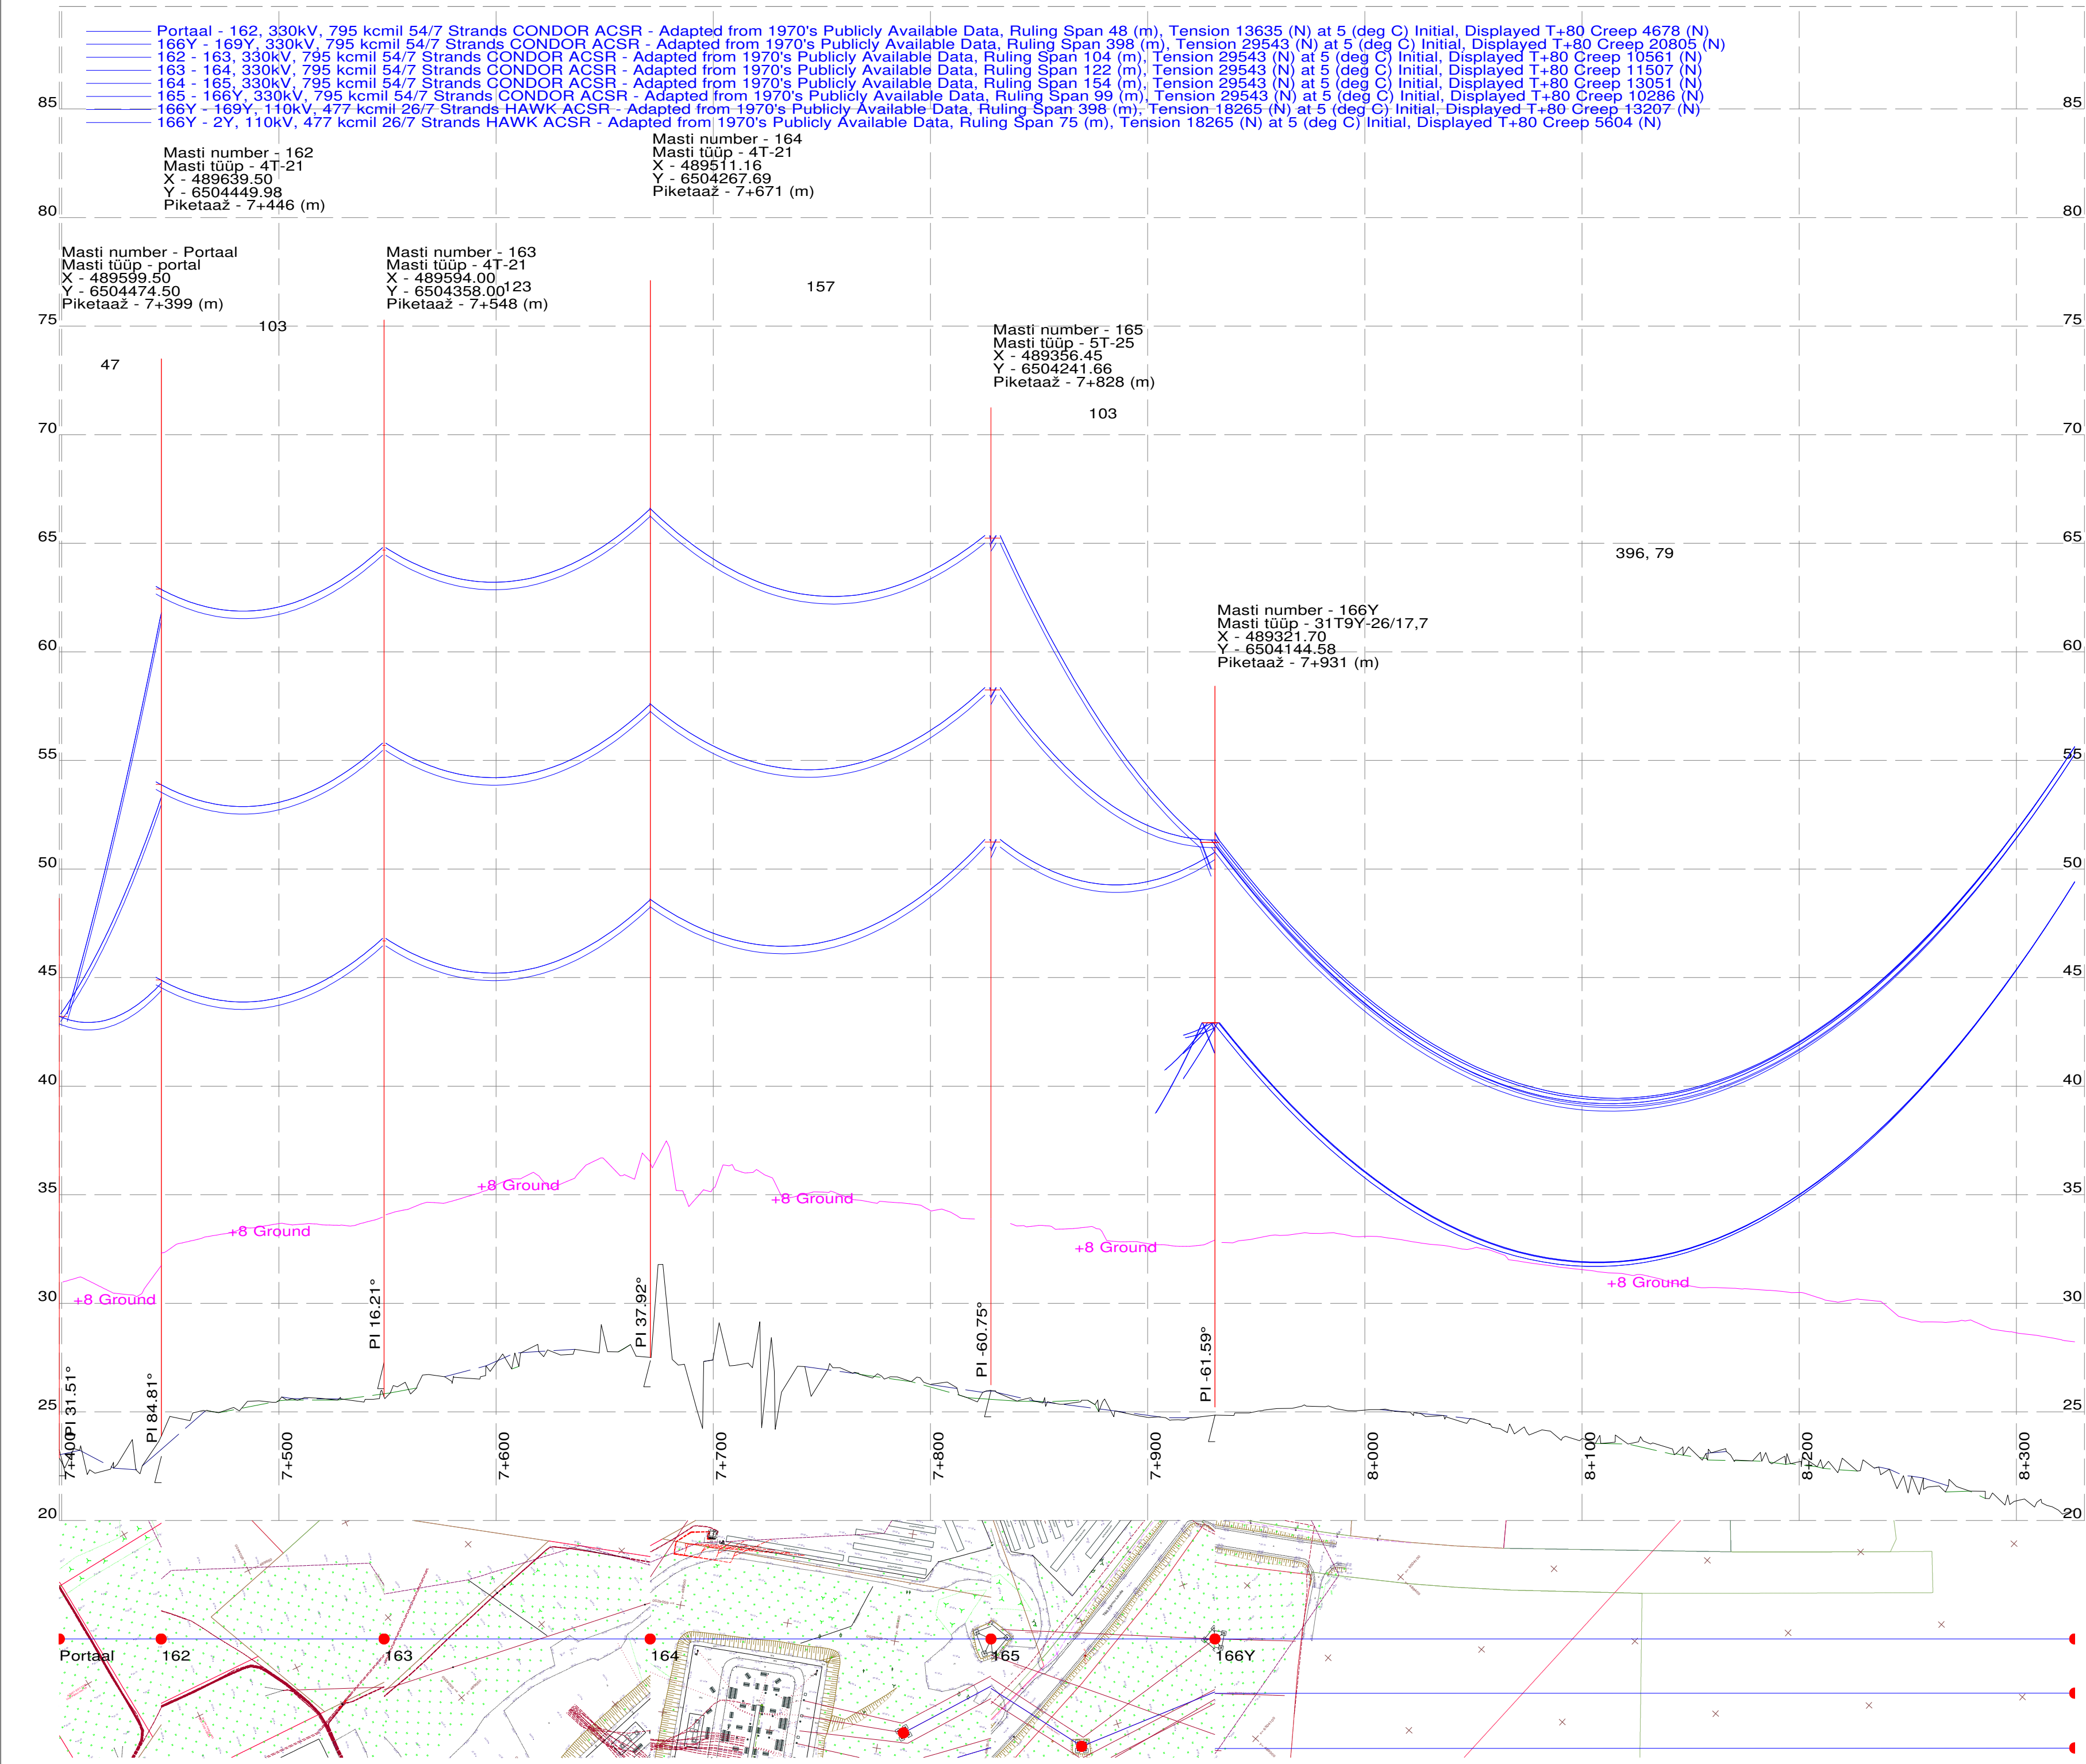 Portaal - 162, 330kV, 795 kcmil 54/7 Strands CONDOR ACSR - Adapted from 1970's Publicly Available Data, Ruling Span 48 (m), Tension 13635 (N) at 5 (deg C) Initial, Displayed T+80 Creep 4678 (N)
166Y - 169Y, 330kV, 795 kcmil 54/7 Strands CONDOR ACSR - Adapted from 1970's Publicly Available Data, Ruling Span 398 (m), Tension 29543 (N) at 5 (deg C) Initial, Displayed T+80 Creep 20805 (N)
162 - 163, 330kV, 795 kcmil 54/7 Strands CONDOR ACSR - Adapted from 1970's Publicly Available Data, Ruling Span 104 (m), Tension 29543 (N) at 5 (deg C) Initial, Displayed T+80 Creep 10561 (N)
163 - 164, 330kV, 795 kcmil 54/7 Strands CONDOR ACSR - Adapted from 1970's Publicly Available Data, Ruling Span 122 (m), Tension 29543 (N) at 5 (deg C) Initial, Displayed T+80 Creep 11507 (N)
164 - 165, 330kV, 795 kcmil 54/7 Strands CONDOR ACSR - Adapted from 1970's Publicly Available Data, Ruling Span 154 (m), Tension 29543 (N) at 5 (deg C) Initial, Displayed T+80 Creep 13051 (N)
165 - 166Y, 330kV, 795 kcmil 54/7 Strands CONDOR ACSR - Adapted from 1970's Publicly Available Data, Ruling Span 99 (m), Tension 29543 (N) at 5 (deg C) Initial, Displayed T+80 Creep 10286 (N)
166Y - 169Y, 110kV, 477 kcmil 26/7 Strands HAWK ACSR - Adapted from 1970's Publicly Available Data, Ruling Span 398 (m), Tension 18265 (N) at 5 (deg C) Initial, Displayed T+80 Creep 13207 (N)
166Y - 2Y, 110kV, 477 kcmil 26/7 Strands HAWK ACSR - Adapted from 1970's Publicly Available Data, Ruling Span 75 (m), Tension 18265 (N) at 5 (deg C) Initial, Displayed T+80 Creep 5604 (N)
85 85
Masti number - 162
Masti tüüp - 4T-21
X - 489639.50
Y - 6504449.98
Piketaaž - 7+446 (m)
Masti number - 164
Masti tüüp - 4T-21
X - 489511.16
Y - 6504267.69
Piketaaž - 7+671 (m)
80 80
Masti number - Portaal
Masti tüüp - portal
X - 489599.50
Y - 6504474.50
Piketaaž - 7+399 (m)
Masti number - 163
Masti tüüp - 4T-21
X - 489594.00
Y - 6504358.00
Piketaaž - 7+548 (m)
123
157
75 75
103
47
Masti number - 165
Masti tüüp - 5T-25
X - 489356.45
Y - 6504241.66
Piketaaž - 7+828 (m)
103
70 70
65 65
396, 79
60 60
Masti number - 166Y
Masti tüüp - 31T9Y-26/17,7
X - 489321.70
Y - 6504144.58
Piketaaž - 7+931 (m)
55 55
50 50
45 45
40 40
35 35
+8 Ground
+8 Ground
+8 Ground
+8 Ground
+8 Ground
+8 Ground
30 30
PI 31.51°
PI 84.81°
PI 16.21°
PI 37.92°
PI -60.75°
PI -61.59°
25 25
7+400
7+500
7+600
7+700
7+800
7+900
8+000
8+100
8+200
8+300
20 20
Portaal
162
163
164
165
166Y